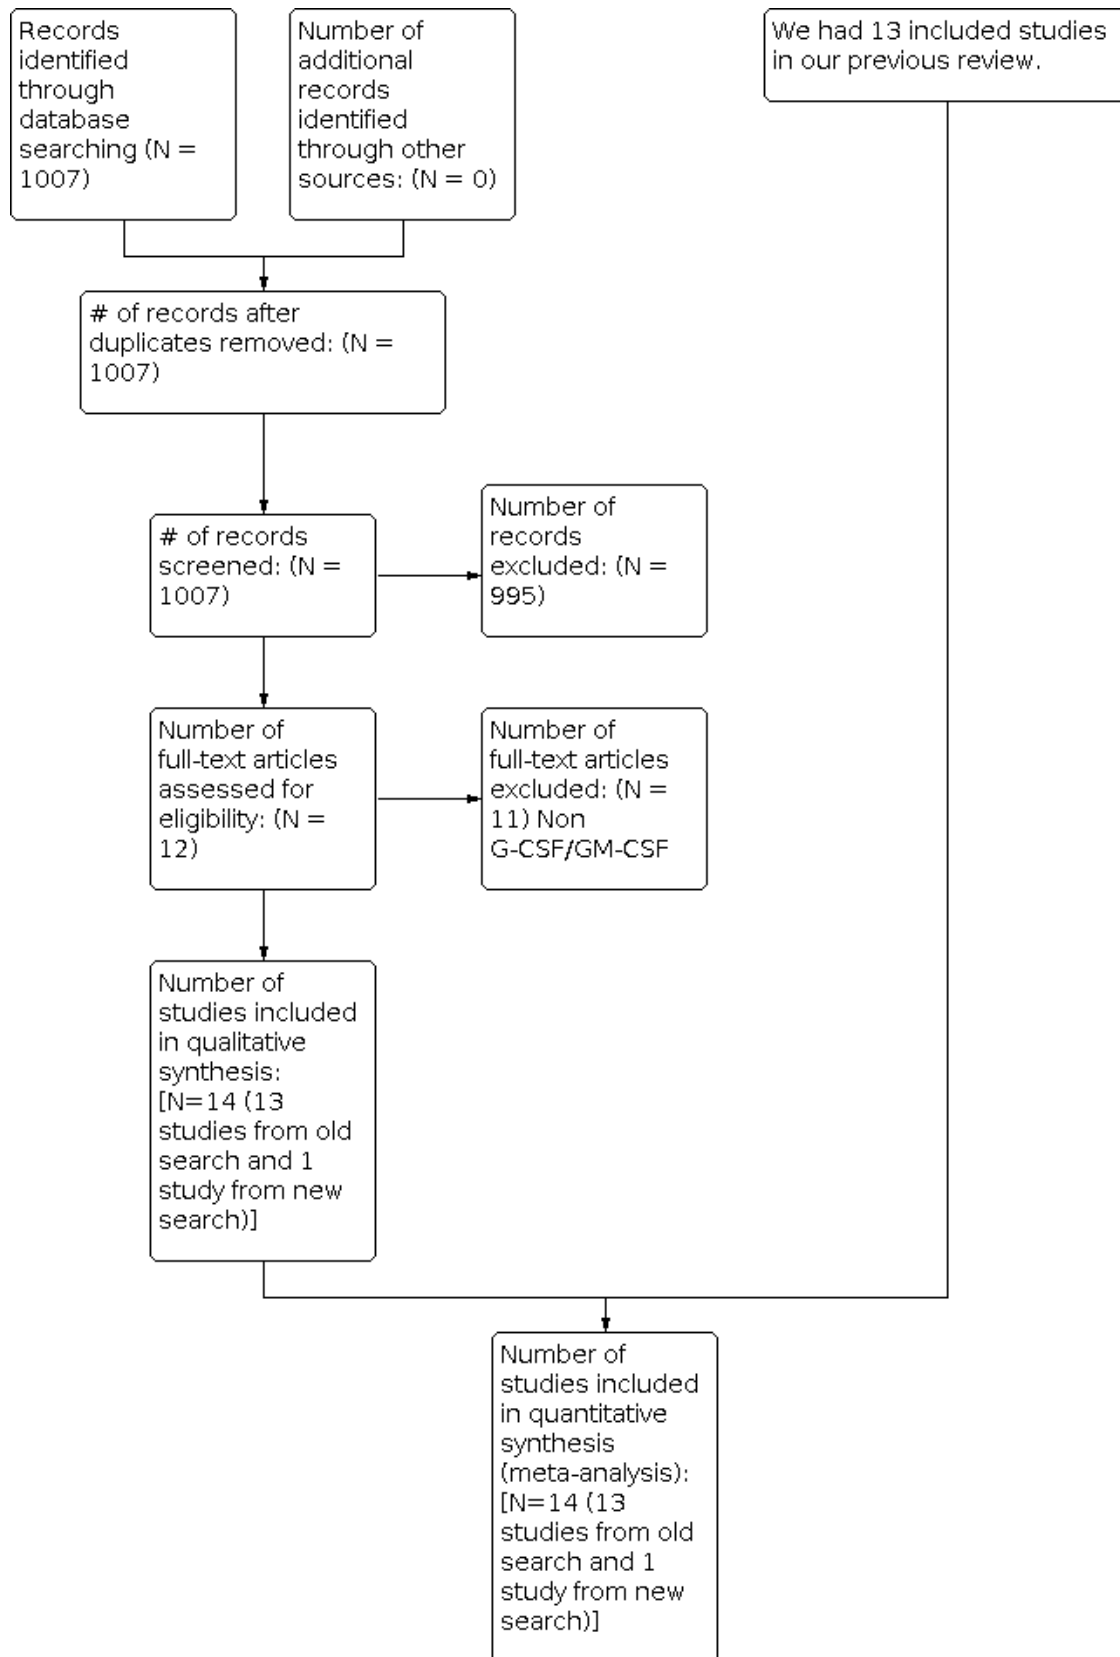 Records
identified
through
database
searching (N =
1007)
Number of
additional
records
identified
through other
sources: (N = 0)
We had 13 included studies
in our previous review.
# of records after
duplicates removed: (N =
1007)
# of records
screened: (N =
1007)
Number of
records
excluded: (N =
995)
Number of
full-text articles
assessed for
eligibility: (N =
12)
Number of
full-text articles
excluded: (N =
11) Non
G-CSF/GM-CSF
Number of
studies included
in qualitative
synthesis:
[N=14 (13
studies from old
search and 1
study from new
search)]
Number of
studies included
in quantitative
synthesis
(meta-analysis):
[N=14 (13
studies from old
search and 1
study from new
search)]